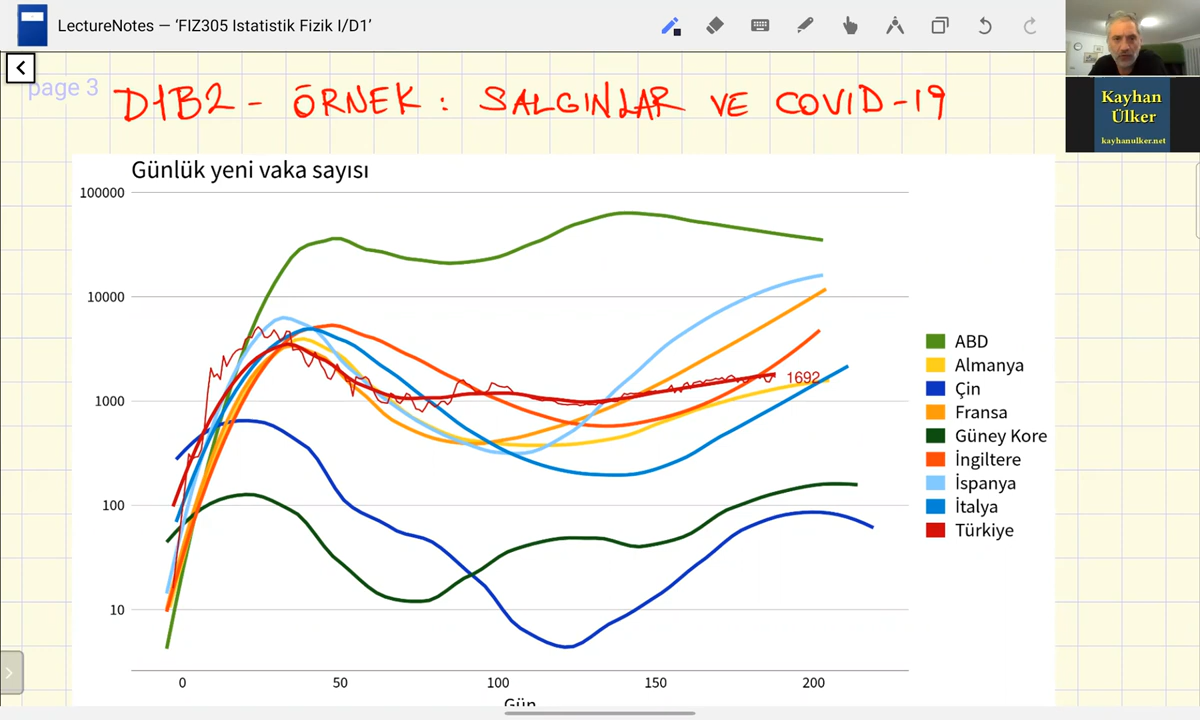 LectureNotes — ‘FIZ305 Istatistik Fizik I/D1’
page 3
D1B2 - ÖRNEK : SALGINLAR VE COVID-19
Kayhan
Ülker
kayhanulker.net
Günlük yeni vaka sayısı
100000
10000
1000
100
10
1692
ABD
Almanya
Çin
Fransa
Güney Kore
İngiltere
İspanya
İtalya
Türkiye
0 50 100 150 200
Gün